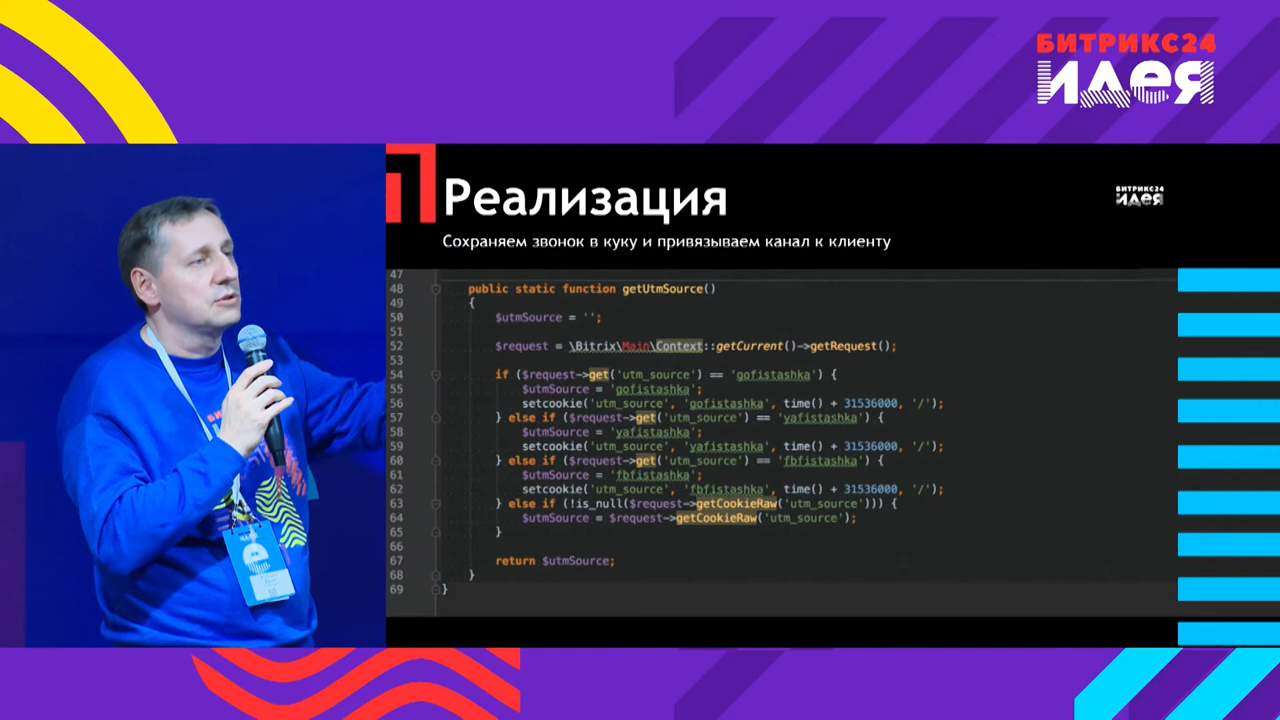 БИТРИКС24
ИДЕЯ
Реализация
БИТРИКС24
ИДЕЯ
Сохраняем звонок в куку и привязываем канал к клиенту
47
48 public static function getUtmSource()
49 {
50 $utmSource = '';
51
52 $request = \Bitrix\Main\Context::getCurrent()->getRequest();
53
54 if ($request->get('utm_source') == 'gofistashka') {
55 $utmSource = 'gofistashka';
56 setcookie('utm_source', 'gofistashka', time() + 31536000, '/');
57 } else if ($request->get('utm_source') == 'yafistashka') {
58 $utmSource = 'yafistashka';
59 setcookie('utm_source', 'yafistashka', time() + 31536000, '/');
60 } else if ($request->get('utm_source') == 'fbfistashka') {
61 $utmSource = 'fbfistashka';
62 setcookie('utm_source', 'fbfistashka', time() + 31536000, '/');
63 } else if (!is_null($request->getCookieRaw('utm_source'))) {
64 $utmSource = $request->getCookieRaw('utm_source');
65 }
66
67 return $utmSource;
68 }
69 }